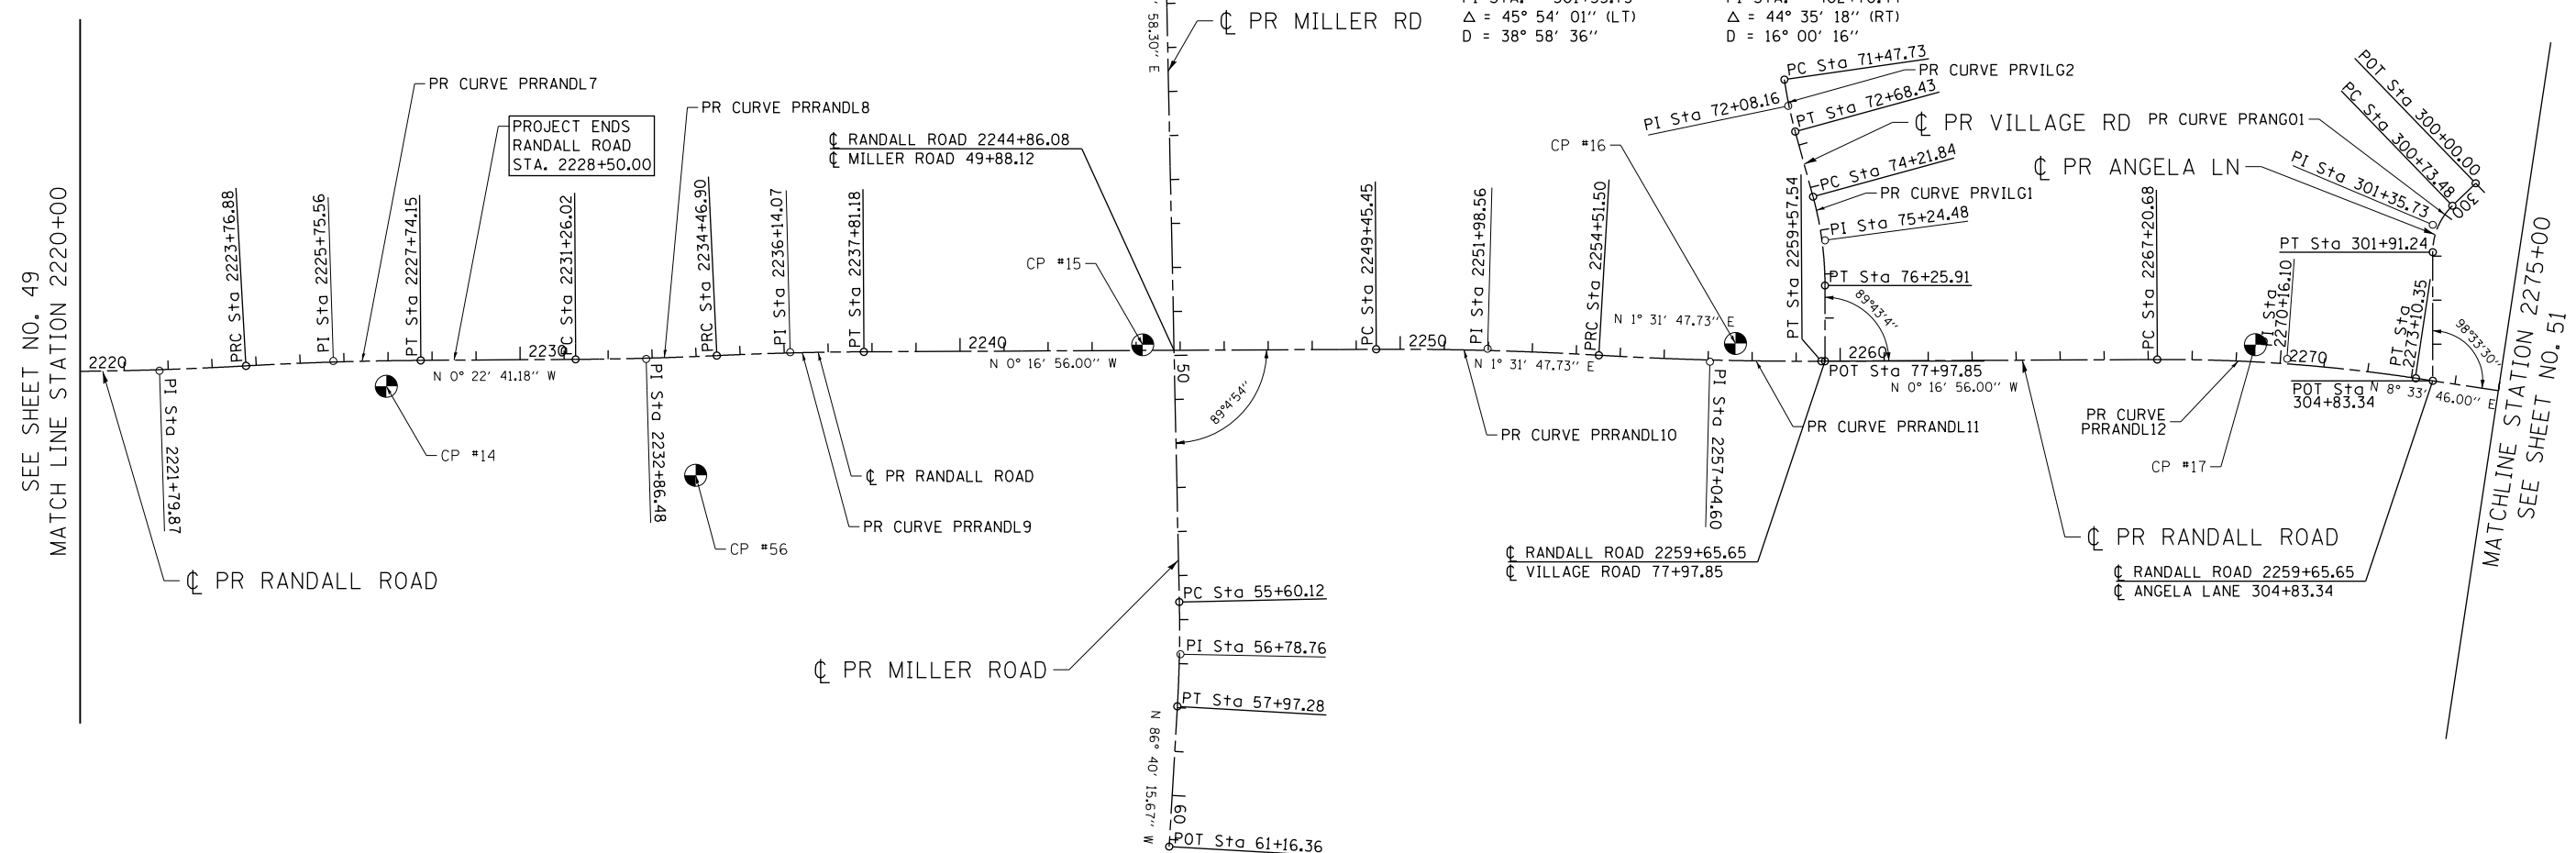 SEE SHEET NO. 49
MATCH LINE STATION 2220+00
℄ PR MILLER RD
' 58.30'' E
Δ = 45° 54' 01'' (LT)
D = 38° 58' 36''
Δ = 44° 35' 18'' (RT)
D = 16° 00' 16''
PR CURVE PRRANDL7
PROJECT ENDS
RANDALL ROAD
STA. 2228+50.00
PR CURVE PRRANDL8
℄ RANDALL ROAD 2244+86.08
℄ MILLER ROAD 49+88.12
PC Sta 71+47.73
PR CURVE PRVILG2
PI Sta 72+08.16
PT Sta 72+68.43
℄ PR VILLAGE RD
PR CURVE PRANG01
POT Sta 300+00.00
PC Sta 300+73.48
CP #16
℄ PR ANGELA LN
PI Sta 301+35.73
300
PC Sta 74+21.84
PR CURVE PRVILG1
PI Sta 75+24.48
PT Sta 76+25.91
PT Sta 301+91.24
PRC Sta 2223+76.88
PI Sta 2225+75.56
PT Sta 2227+74.15
PC Sta 2231+26.02
PRC Sta 2234+46.90
PI Sta 2236+14.07
PT Sta 2237+81.18
CP #15
PC Sta 2249+45.45
PI Sta 2251+98.56
PRC Sta 2254+51.50
PT Sta 2259+57.54
89°43'4''
PC Sta 2267+20.68
PI Sta
2270+16.10
PT Sta
2273+10.35
98°33'30''
2220
2230
2240
2250
2260
2270
N 0° 22' 41.18'' W
N 0° 16' 56.00'' W
N 1° 31' 47.73'' E
N 1° 31' 47.73'' E
POT Sta 77+97.85
N 0° 16' 56.00'' W
POT Sta
304+83.34
N 8° 33' 46.00'' E
PI Sta 2221+79.87
CP #14
PI Sta 2232+86.48
CP #56
℄ PR RANDALL ROAD
PR CURVE PRRANDL9
50
89°4'54''
PR CURVE PRRANDL10
PI Sta 2257+04.60
PR CURVE PRRANDL11
PR CURVE
PRRANDL12
CP #17
℄ PR RANDALL ROAD
℄ RANDALL ROAD 2259+65.65
℄ VILLAGE ROAD 77+97.85
℄ PR RANDALL ROAD
℄ RANDALL ROAD 2259+65.65
℄ ANGELA LANE 304+83.34
PC Sta 55+60.12
PI Sta 56+78.76
℄ PR MILLER ROAD
PT Sta 57+97.28
N 86° 40' 15.67'' W
60
POT Sta 61+16.36
MATCHLINE STATION 2275+00
SEE SHEET NO. 51